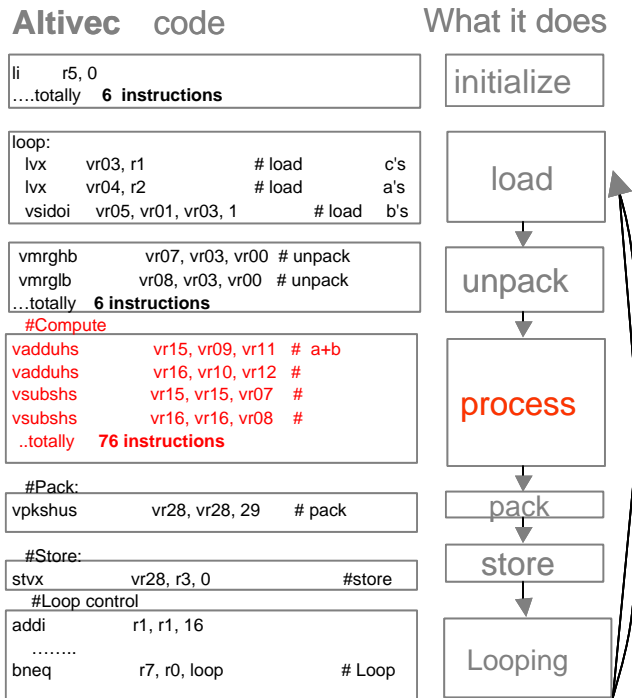 Altivec code What it does
li r5, 0
….totally 6 instructions
initialize
loop:
lvx vr03, r1 # load c's
lvx vr04, r2 # load a's
vsidoi vr05, vr01, vr03, 1 # load b's
load
vmrghb vr07, vr03, vr00 # unpack
vmrglb vr08, vr03, vr00 # unpack
…totally 6 instructions
unpack
#Compute
vadduhs vr15, vr09, vr11 # a+b
vadduhs vr16, vr10, vr12 #
vsubshs vr15, vr15, vr07 #
vsubshs vr16, vr16, vr08 #
..totally 76 instructions
process
#Pack:
vpkshus vr28, vr28, 29 # pack
pack
#Store:
stvx vr28, r3, 0 #store
store
#Loop control
addi r1, r1, 16
……..
bneq r7, r0, loop # Loop
Looping